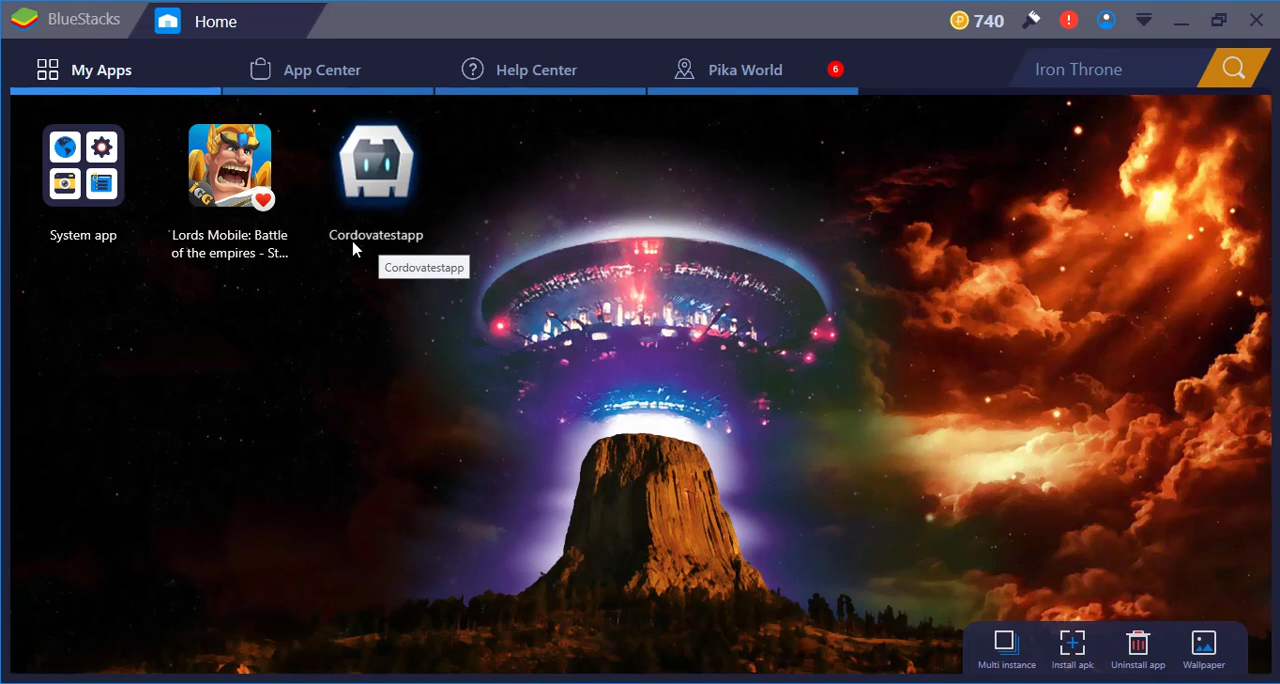 BlueStacks
Home
740
My Apps
App Center
Help Center
Pika World
6
Iron Throne
System app
IGG
Lords Mobile: Battle
of the empires - St...
Cordovatestapp
Cordovatestapp
Multi instance
Install apk
Uninstall app
Wallpaper